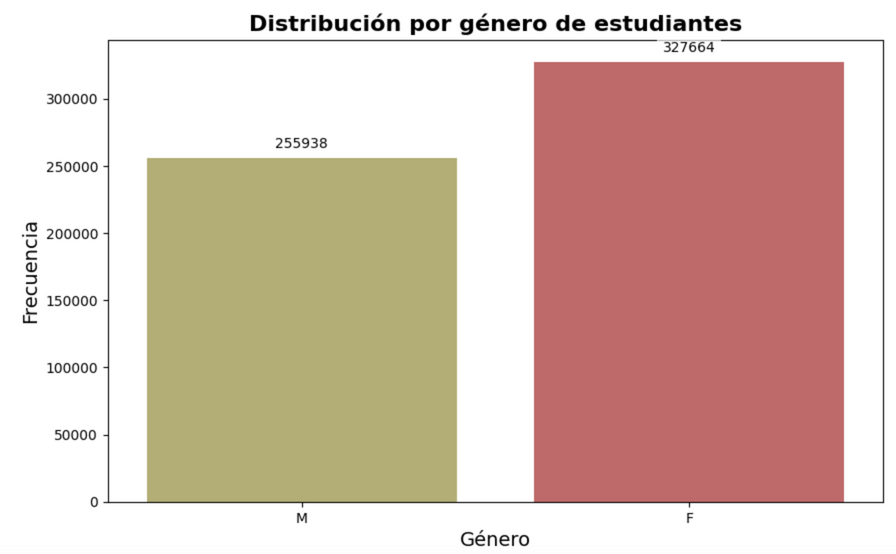 Distribución por género de estudiantes
327664
255938
Frecuencia
300000
250000
200000
150000
100000
50000
0
M
F
Género